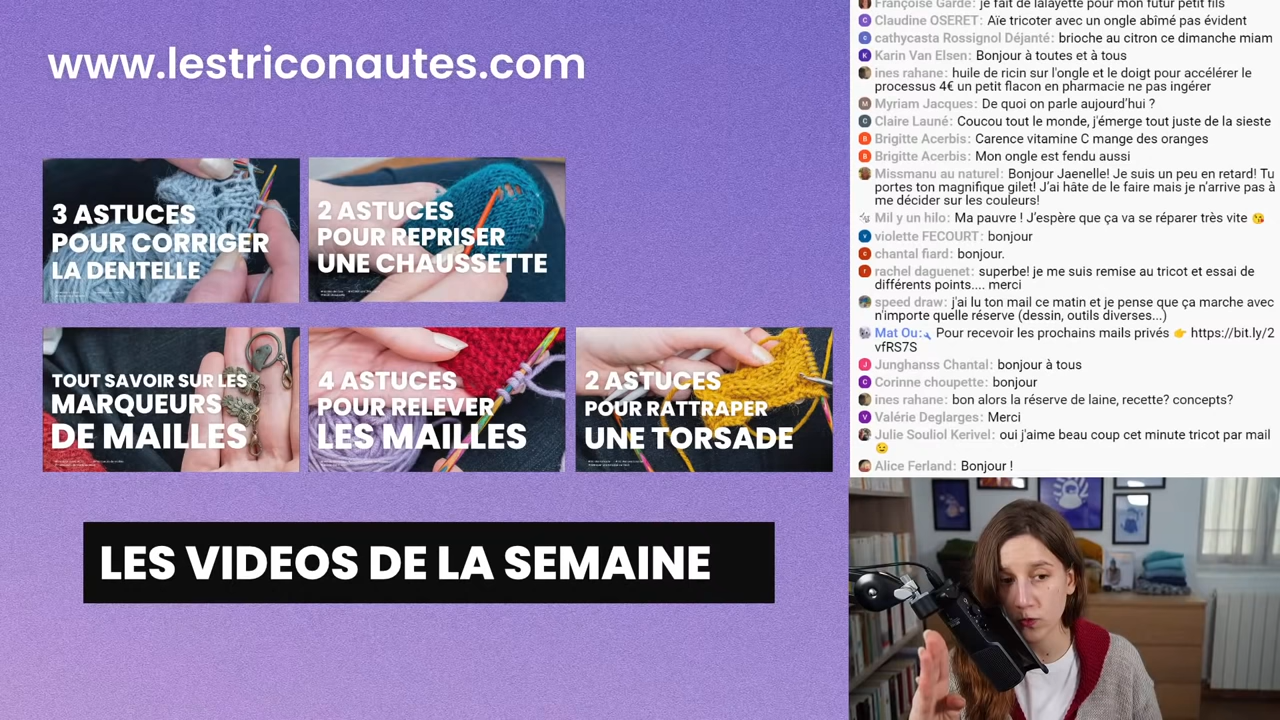 www.lestriconautes.com
3 ASTUCES
POUR CORRIGER
LA DENTELLE
2 ASTUCES
POUR REPRISER
UNE CHAUSSETTE
TOUT SAVOIR SUR LES
MARQUEURS
DE MAILLES
4 ASTUCES
POUR RELEVER
LES MAILLES
2 ASTUCES
POUR RATTRAPER
UNE TORSADE
LES VIDEOS DE LA SEMAINE
Françoise Garde: je fait de lalayette pour mon futur petit fils
Claudine OSERET: Aïe tricoter avec un ongle abîmé pas évident
cathycasta Rossignol Déjanté: brioche au citron ce dimanche miam
Karin Van Elsen: Bonjour à toutes et à tous
ines rahane: huile de ricin sur l'ongle et le doigt pour accélérer le
processus 4€ un petit flacon en pharmacie ne pas ingérer
Myriam Jacques: De quoi on parle aujourd'hui ?
Claire Launé: Coucou tout le monde, j'émerge tout juste de la sieste
Brigitte Acerbis: Carence vitamine C mange des oranges
Brigitte Acerbis: Mon ongle est fendu aussi
Missmanu au naturel: Bonjour Jaenelle! Je suis un peu en retard! Tu
portes ton magnifique gilet! J'ai hâte de le faire mais je n'arrive pas à
me décider sur les couleurs!
Mil y un hilo: Ma pauvre ! J'espère que ça va se réparer très vite 😘
violette FECOURT: bonjour
chantal fiard: bonjour.
rachel daguenet: superbe! je me suis remise au tricot et essai de
différents points.... merci
speed draw: j'ai lu ton mail ce matin et je pense que ça marche avec
n'importe quelle réserve (dessin, outils diverses...)
Mat Ou: Pour recevoir les prochains mails privés 👉 https://bit.ly/2
vfRS7S
Junghanss Chantal: bonjour à tous
Corinne choupette: bonjour
ines rahane: bon alors la réserve de laine, recette? concepts?
Valérie Deglarges: Merci
Julie Souliol Kerivel: oui j'aime beau coup cet minute tricot par mail
😉
Alice Ferland: Bonjour !